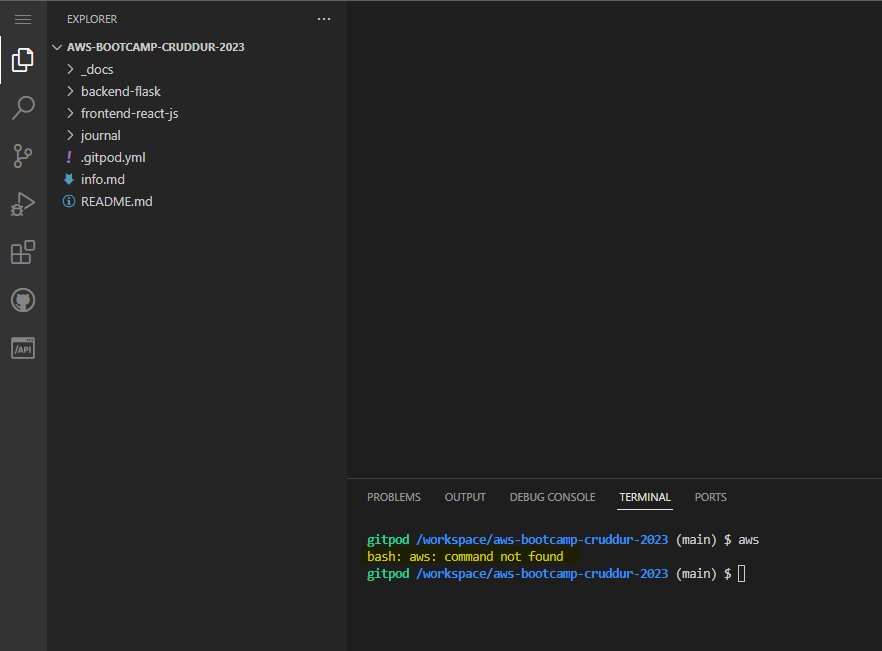 EXPLORER
AWS-BOOTCAMP-CRUDDUR-2023
_docs
backend-flask
frontend-react-js
journal
.gitpod.yml
info.md
README.md
/API
PROBLEMS OUTPUT DEBUG CONSOLE TERMINAL PORTS
gitpod /workspace/aws-bootcamp-cruddur-2023 (main) $ aws
bash: aws: command not found
gitpod /workspace/aws-bootcamp-cruddur-2023 (main) $